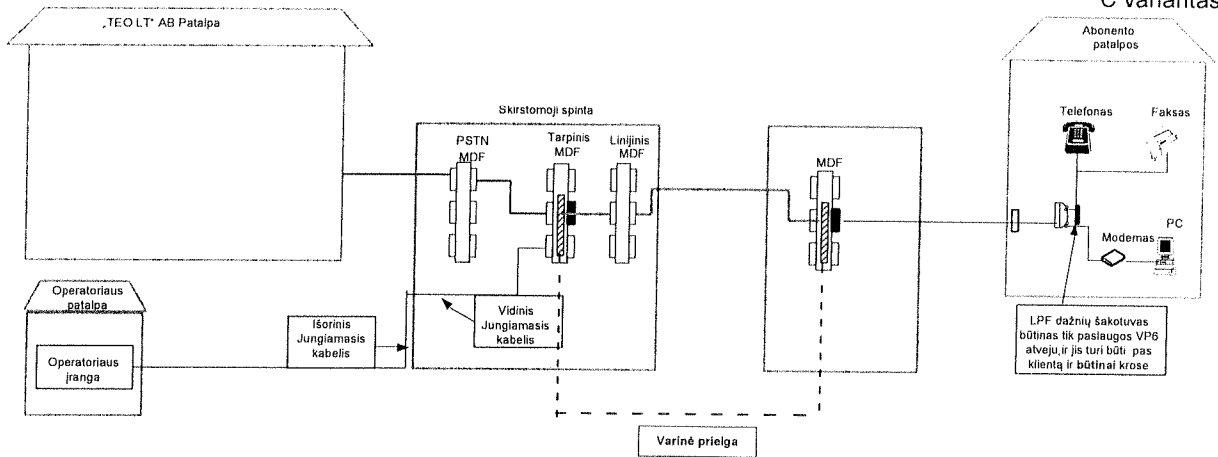 C variantas
„TEO LT“ AB Patalpa
Abonento
patalpos
Skirstomoji spinta
Telefonas
Faksas
PSTN
MDF
Tarpinis
MDF
Linijinis
MDF
MDF
Modemas
PC
Operatoriaus
patalpa
Operatoriaus
įranga
Išorinis
Jungiamasis
kabelis
Vidinis
Jungiamasis
kabelis
LPF dažnių šakotuvas
būtinas tik paslaugos VP6
atveju,ir jis turi būti pas
klientą ir būtinai krose
Varinė prieiga